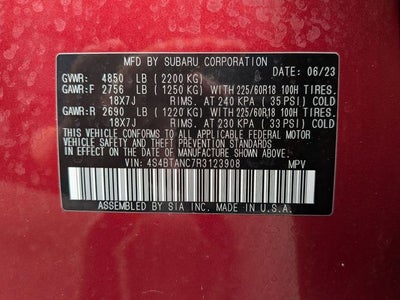 MFD BY SUBARU CORPORATION
GVWR: 4850 LB (2200 KG) DATE: 06/23
GAWR:F 2756 LB (1250 KG) WITH 225/60R18 100H TIRES.
18X7J RIMS. AT 240 KPA (35 PSI) COLD
GAWR:R 2690 LB (1220 KG) WITH 225/60R18 100H TIRES.
18X7J RIMS. AT 230 KPA (33 PSI) COLD
THIS VEHICLE CONFORMS TO ALL APPLICABLE FEDERAL MOTOR
VEHICLE SAFETY AND THEFT PREVENTION STANDARDS
IN EFFECT ON THE DATE OF MANUFACTURE SHOWN ABOVE.
VIN: 4S4BTANC7R3123908 MPV
ASSEMBLED BY SIA INC. MADE IN U.S.A.